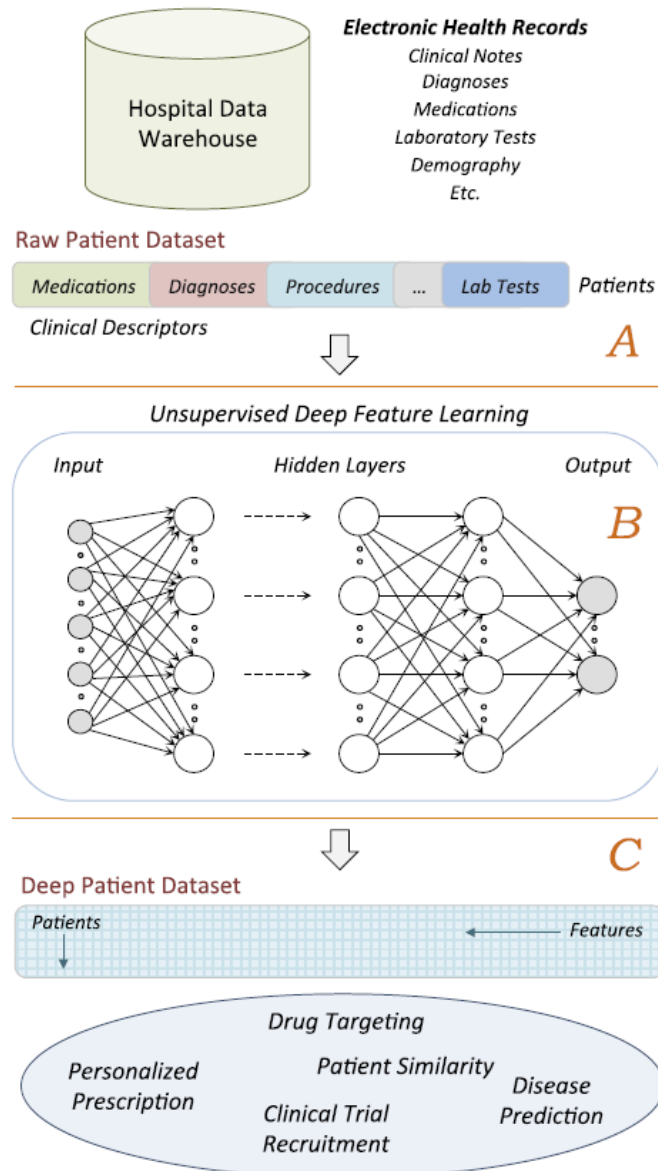 Hospital Data
Warehouse
Electronic Health Records
Clinical Notes
Diagnoses
Medications
Laboratory Tests
Demography
Etc.
Raw Patient Dataset
Medications Diagnoses Procedures ... Lab Tests Patients
Clinical Descriptors
A
Unsupervised Deep Feature Learning
Input Hidden Layers Output
B
C
Deep Patient Dataset
Patients Features
Drug Targeting
Patient Similarity
Personalized
Prescription
Disease
Prediction
Clinical Trial
Recruitment